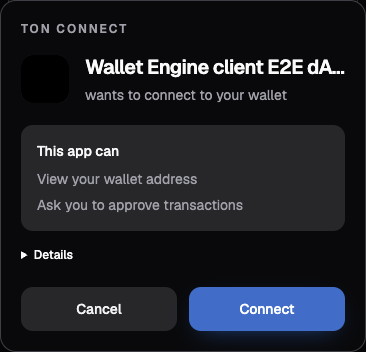 TON CONNECT
Wallet Engine client E2E dA...
wants to connect to your wallet
This app can
View your wallet address
Ask you to approve transactions
Details
Cancel
Connect